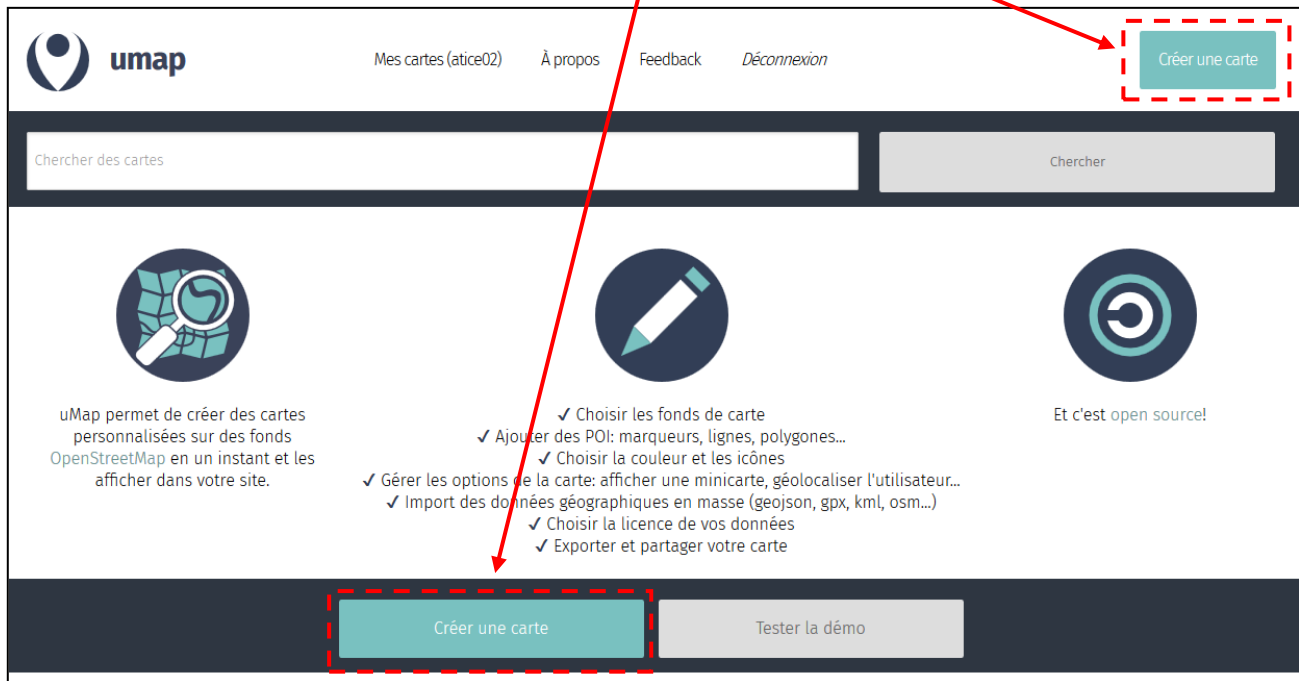 umap
Mes cartes (atice02) À propos Feedback Déconnexion
Créer une carte
Chercher des cartes
Chercher
uMap permet de créer des cartes
personnalisées sur des fonds
OpenStreetMap en un instant et les
afficher dans votre site.
✓ Choisir les fonds de carte
✓ Ajouter des POI: marqueurs, lignes, polygones...
✓ Choisir la couleur et les icônes
✓ Gérer les options de la carte: afficher une minicarte, géolocaliser l'utilisateur...
✓ Import des données géographiques en masse (geojson, gpx, kml, osm...)
✓ Choisir la licence de vos données
✓ Exporter et partager votre carte
Et c'est open source!
Créer une carte
Tester la démo